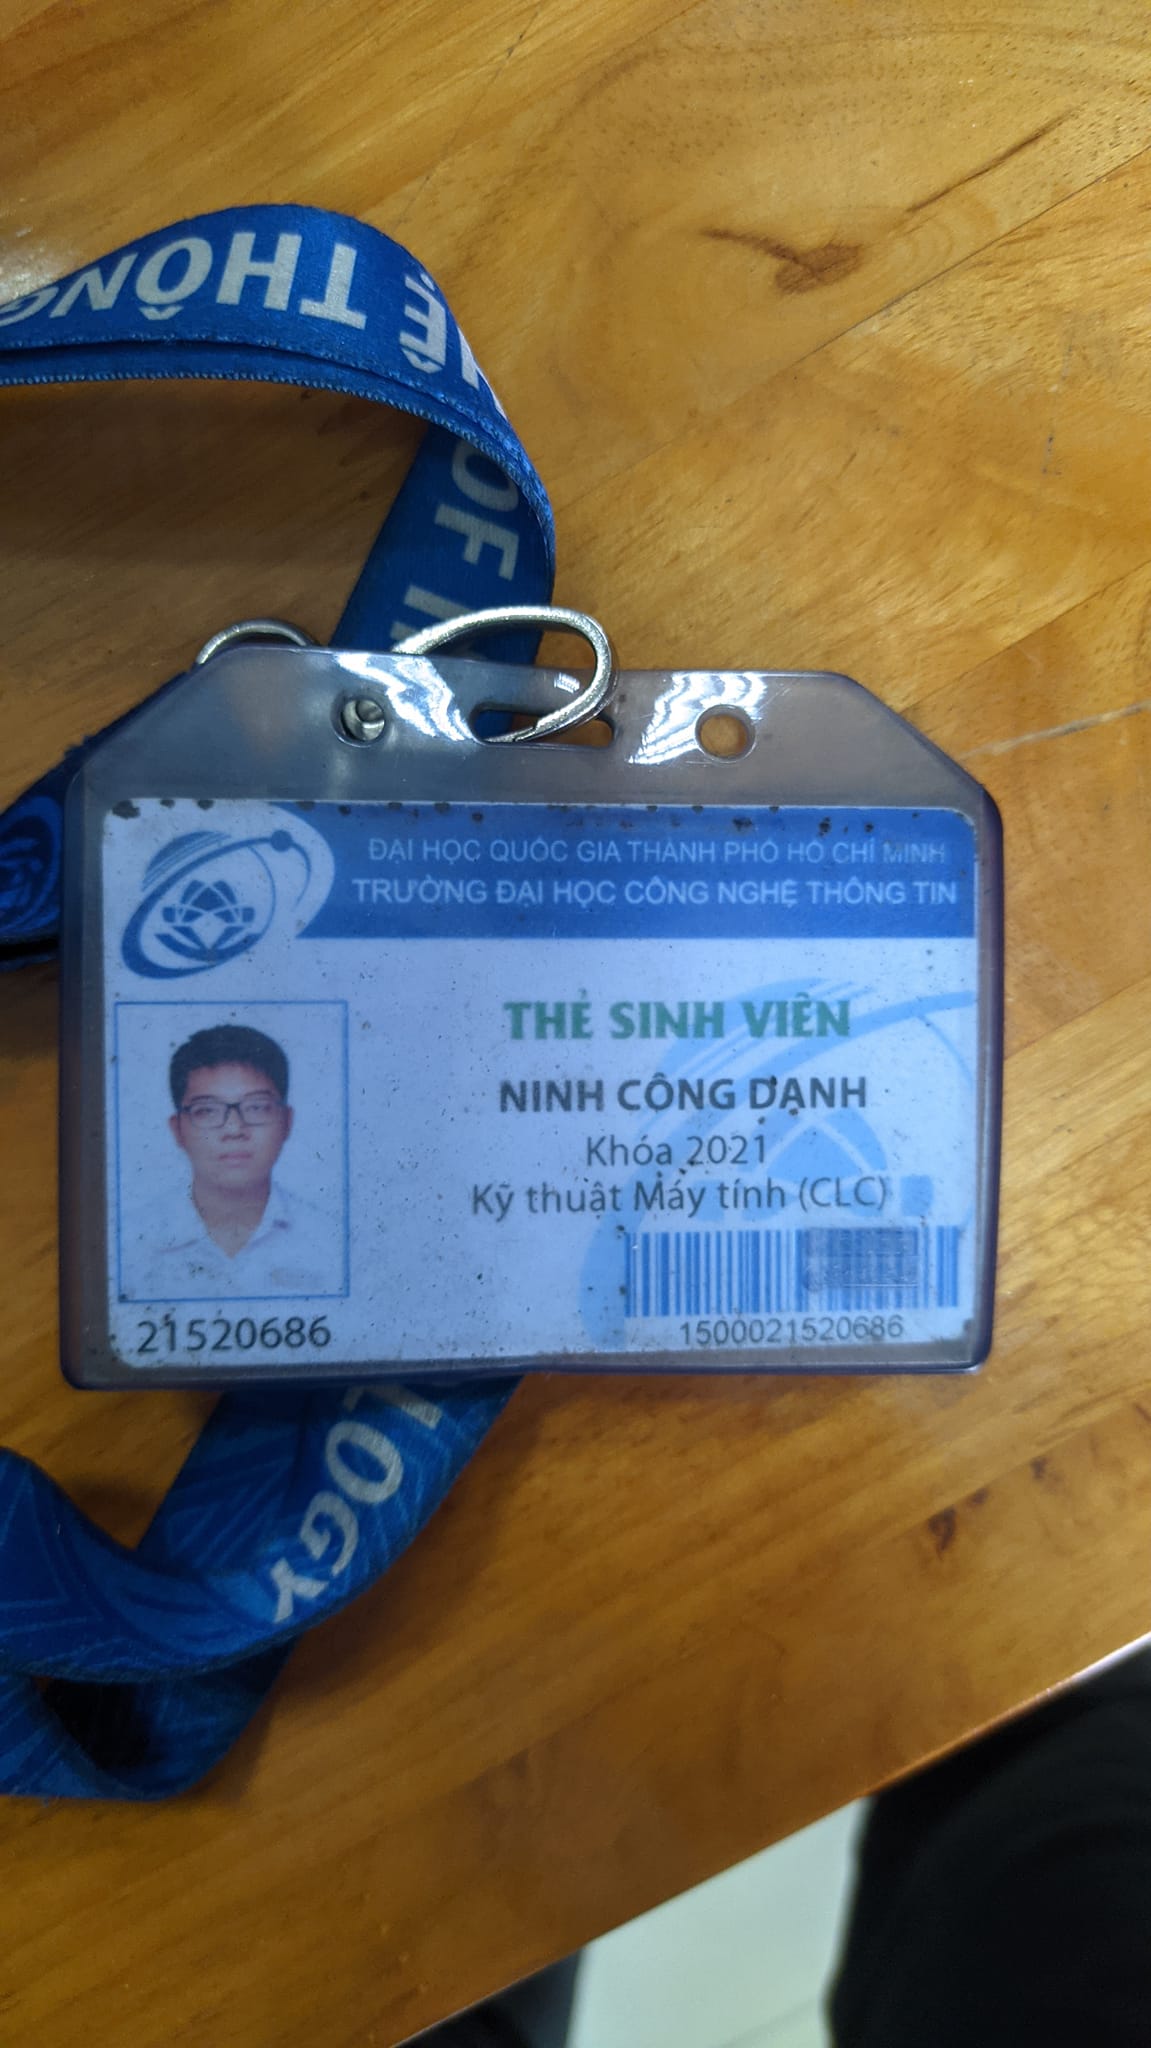 THÔNG
OF
ĐẠI HỌC QUỐC GIA THÀNH PHỐ HỒ CHÍ MINH
TRƯỜNG ĐẠI HỌC CÔNG NGHỆ THÔNG TIN
THẺ SINH VIÊN
NINH CÔNG DANH
Khóa 2021
Kỹ thuật Máy tính (CLC)
21520686
1500021520686
LOGY